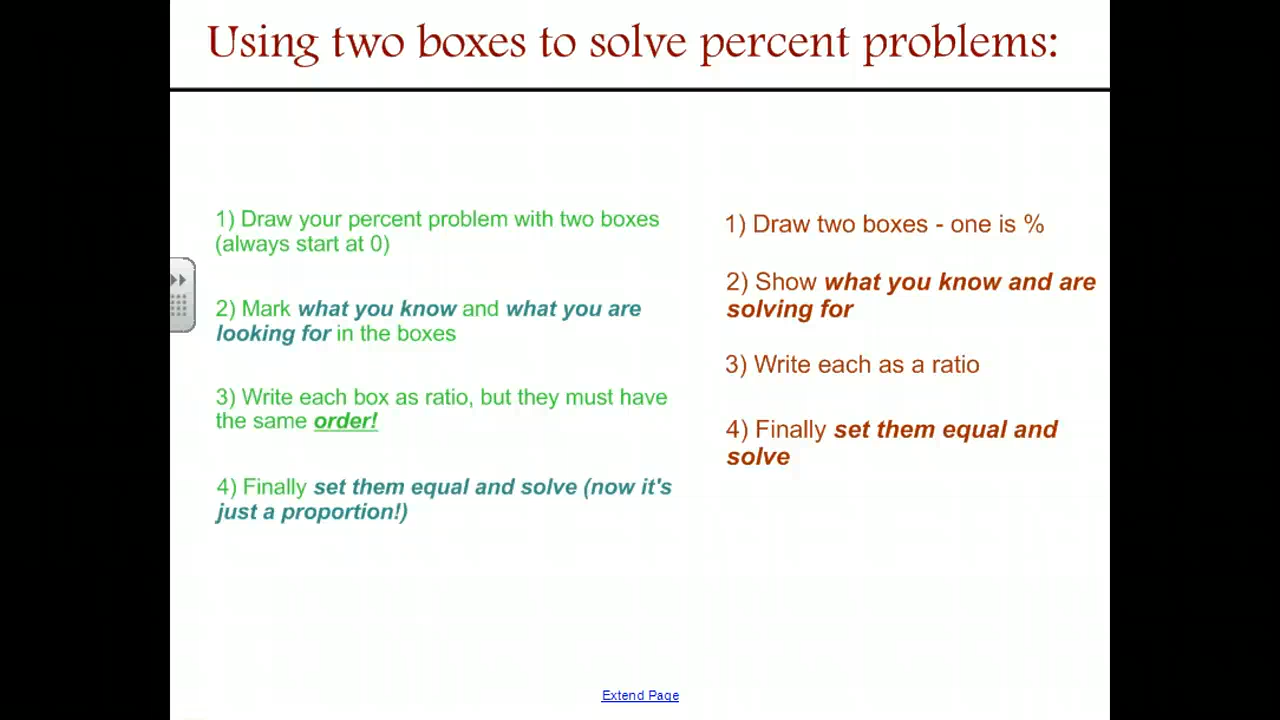 Using two boxes to solve percent problems:
1) Draw your percent problem with two boxes
(always start at 0)
2) Mark what you know and what you are
looking for in the boxes
3) Write each box as ratio, but they must have
the same order!
4) Finally set them equal and solve (now it's
just a proportion!)
1) Draw two boxes - one is %
2) Show what you know and are
solving for
3) Write each as a ratio
4) Finally set them equal and
solve
Extend Page